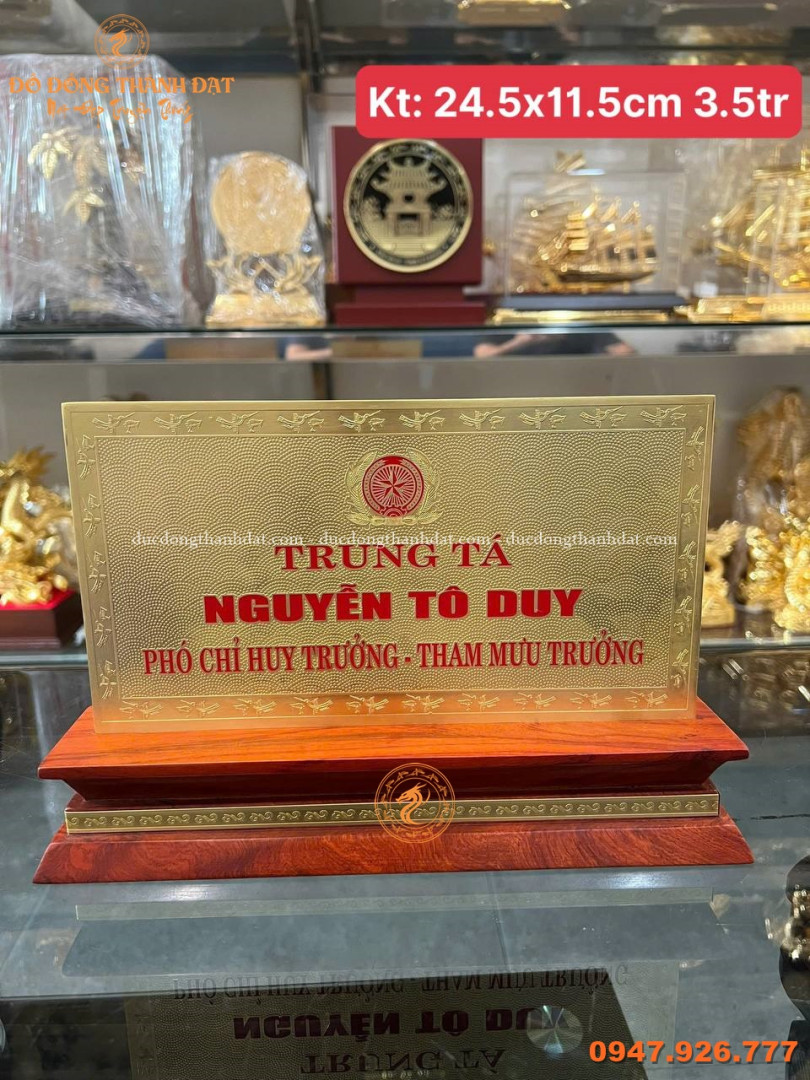 ĐỒ ĐỒNG THÀNH ĐẠT
Kt: 24.5x11.5cm 3.5tr
ducdongthanhdat.com - ducdongthanhdat.com - ducdongthanhdat.com
TRUNG TÁ
NGUYỄN TÔ DUY
PHÓ CHỈ HUY TRƯỞNG - THAM MƯU TRƯỞNG
0947.926.777